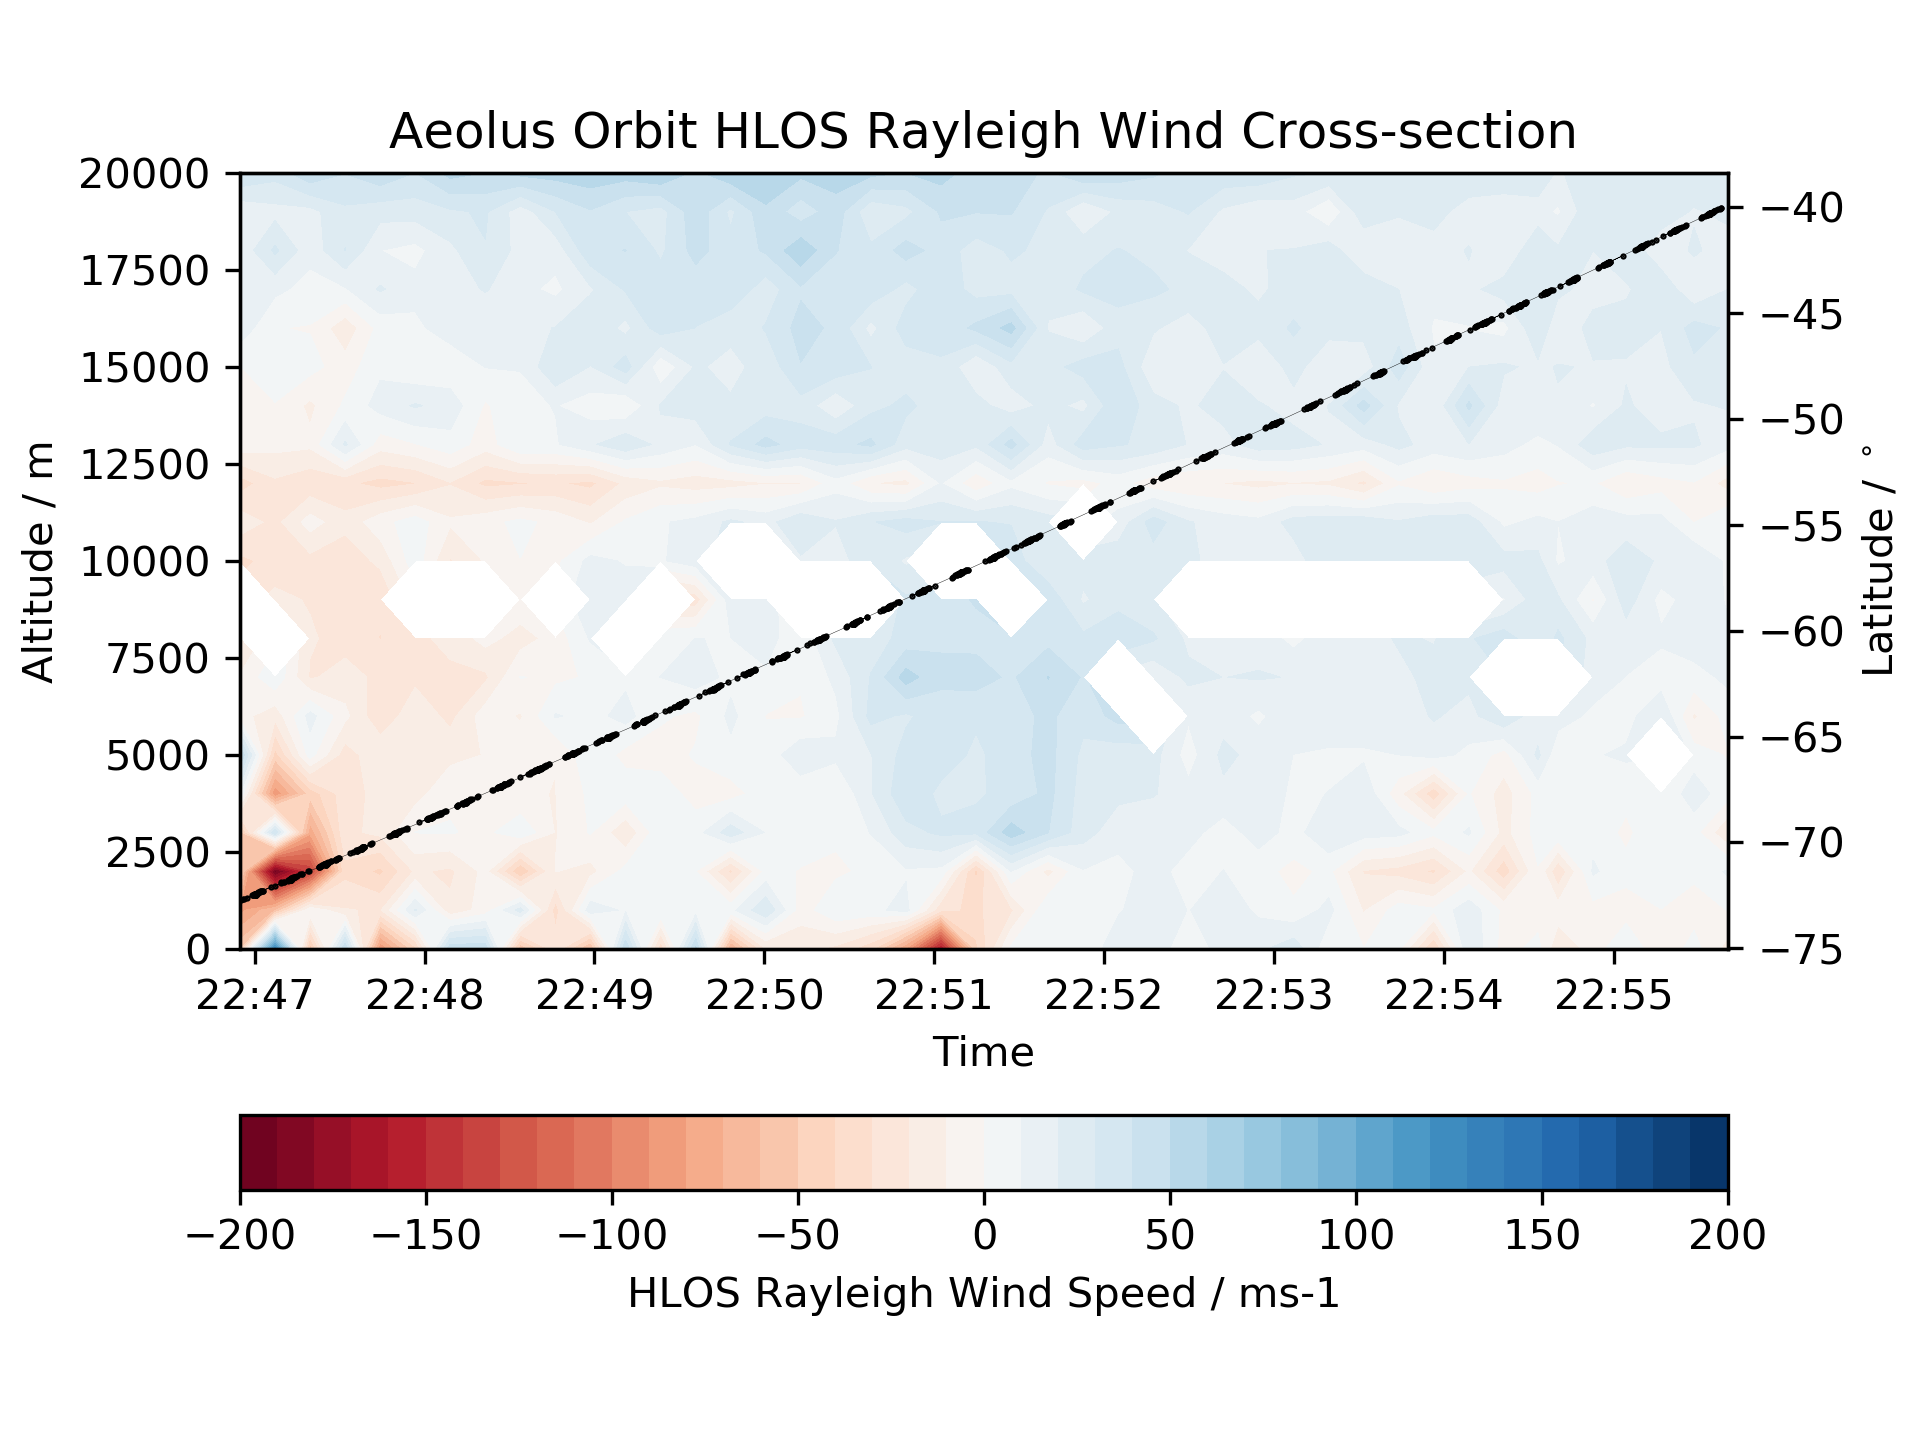 Aeolus Orbit HLOS Rayleigh Wind Cross-section
Altitude / m
20000
17500
15000
12500
10000
7500
5000
2500
0
−40
−45
−50
−55
−60
−65
−70
−75
Latitude / °
22:47 22:48 22:49 22:50 22:51 22:52 22:53 22:54 22:55
Time
−200 −150 −100 −50 0 50 100 150 200
HLOS Rayleigh Wind Speed / ms-1